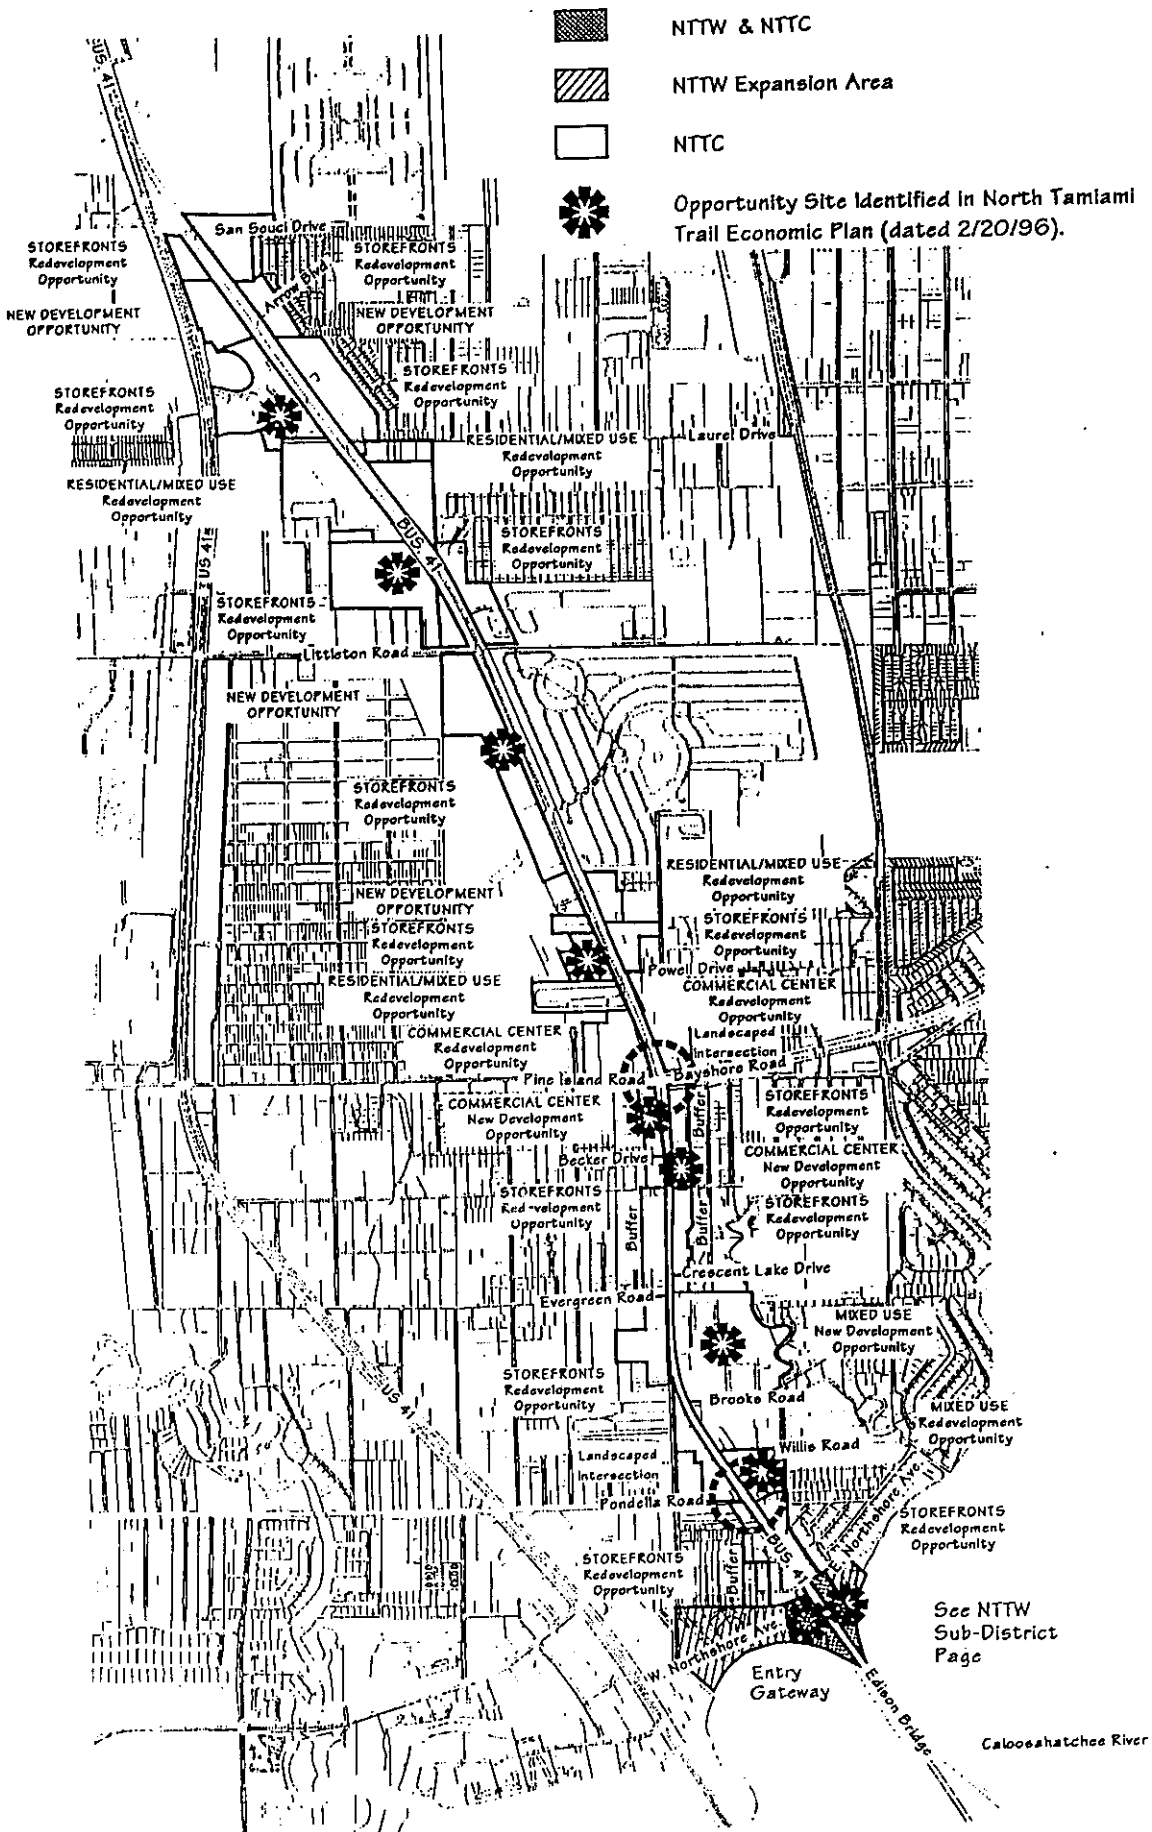 NTTW & NTTC
NTTW Expansion Area
NTTC
Opportunity Site Identified in North Tamiami
Trail Economic Plan (dated 2/20/96).
BUS. 41
San Souci Drive
STOREFRONTS
Redevelopment
Opportunity
STOREFRONTS
Redevelopment
Opportunity
Arrow Blvd
NEW DEVELOPMENT
OPPORTUNITY
NEW DEVELOPMENT
OPPORTUNITY
STOREFRONTS
Redevelopment
Opportunity
STOREFRONTS
Redevelopment
Opportunity
RESIDENTIAL/MIXED USE
Redevelopment
Opportunity
Laurel Drive
RESIDENTIAL/MIXED USE
Redevelopment
Opportunity
BUS. 41
STOREFRONTS
Redevelopment
Opportunity
US 41
STOREFRONTS
Redevelopment
Opportunity
Littleton Road
NEW DEVELOPMENT
OPPORTUNITY
STOREFRONTS
Redevelopment
Opportunity
RESIDENTIAL/MIXED USE
Redevelopment
Opportunity
NEW DEVELOPMENT
OPPORTUNITY
STOREFRONTS
Redevelopment
Opportunity
STOREFRONTS
Redevelopment
Opportunity
Powell Drive
RESIDENTIAL/MIXED USE
Redevelopment
Opportunity
COMMERCIAL CENTER
Redevelopment
Opportunity
COMMERCIAL CENTER
Redevelopment
Opportunity
Landscaped
Intersection
Bayshore Road
Pine Island Road
COMMERCIAL CENTER
New Development
Opportunity
Buffer
STOREFRONTS
Redevelopment
Opportunity
Becker Drive
COMMERCIAL CENTER
New Development
Opportunity
STOREFRONTS
Red-velopment
Opportunity
Buffer
Buffer
STOREFRONTS
Redevelopment
Opportunity
Crescent Lake Drive
Evergreen Road
MIXED USE
New Development
Opportunity
US 41
STOREFRONTS
Redevelopment
Opportunity
Brooks Road
MIXED USE
Redevelopment
Opportunity
Willis Road
Landscaped
Intersection
Pondella Road
E. Northshore Ave.
STOREFRONTS
Redevelopment
Opportunity
BUS. 41
STOREFRONTS
Redevelopment
Opportunity
Buffer
See NTTW
Sub-District
Page
W. Northshore Ave.
Entry
Gateway
Edison Bridge
Caloosahatchee River